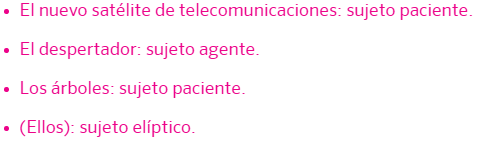 • El nuevo satélite de telecomunicaciones: sujeto paciente.
• El despertador: sujeto agente.
• Los árboles: sujeto paciente.
• (Ellos): sujeto elíptico.